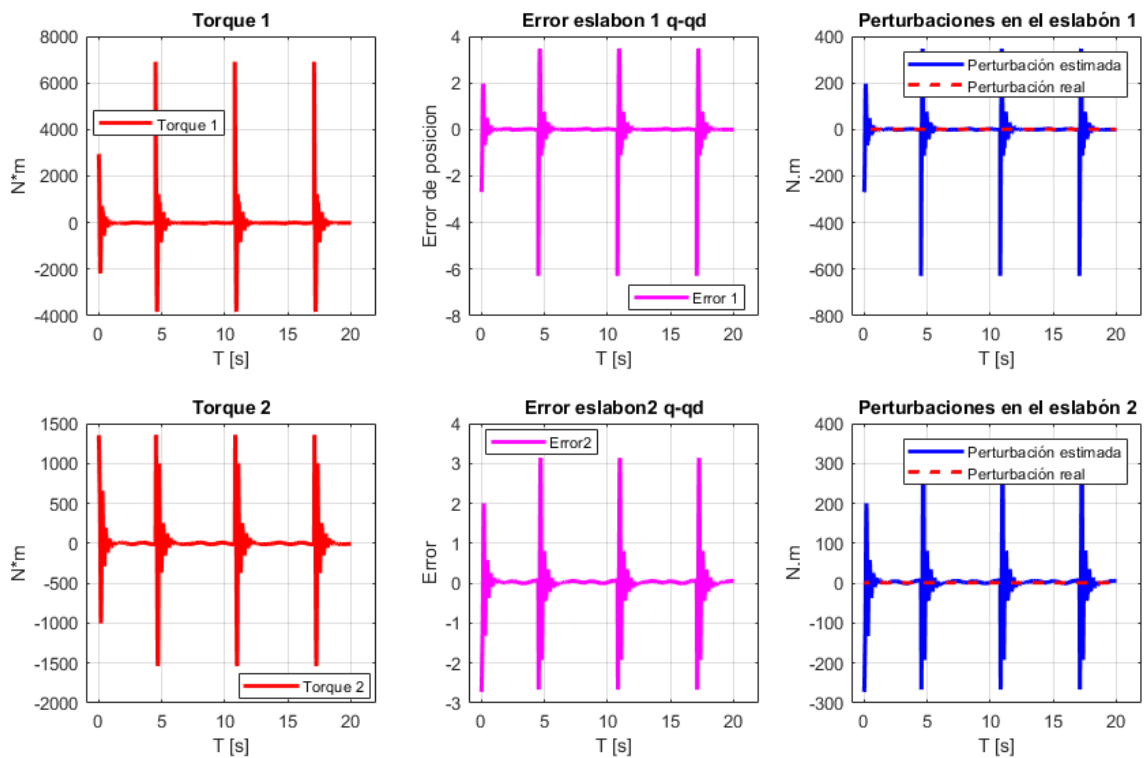 Torque 1
8000
6000
4000
2000
0
-2000
-4000
N*m
Torque 1
0
5
10
15
20
T [s]
Error eslabon 1 q-qd
4
2
0
-2
-4
-6
-8
Error de posicion
Error 1
0
5
10
15
20
T [s]
Perturbaciones en el eslabón 1
400
200
0
-200
-400
-600
-800
N.m
Perturbación estimada
Perturbación real
0
5
10
15
20
T [s]
Torque 2
1500
1000
500
0
-500
-1000
-1500
-2000
N*m
Torque 2
0
5
10
15
20
T [s]
Error eslabon2 q-qd
4
3
2
1
0
-1
-2
-3
Error
Error2
0
5
10
15
20
T [s]
Perturbaciones en el eslabón 2
400
300
200
100
0
-100
-200
-300
N.m
Perturbación estimada
Perturbación real
0
5
10
15
20
T [s]